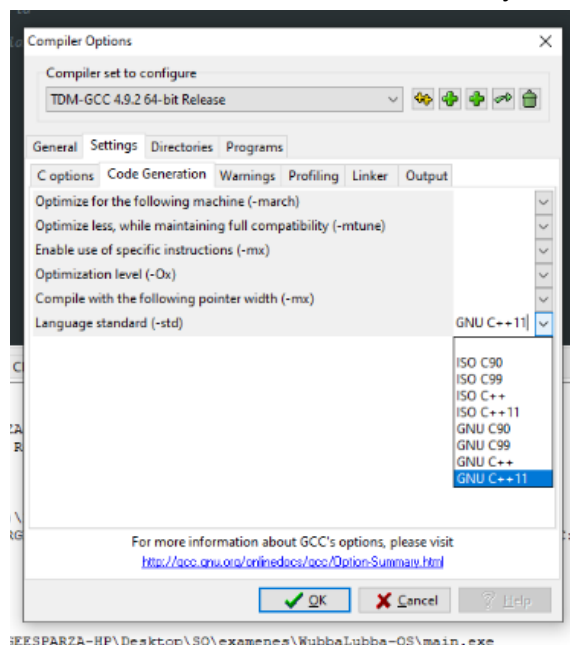 Compiler Options
Compiler set to configure
TDM-GCC 4.9.2 64-bit Release
General Settings Directories Programs
C options Code Generation Warnings Profiling Linker Output
Optimize for the following machine (-march)
Optimize less, while maintaining full compatibility (-mtune)
Enable use of specific instructions (-mx)
Optimization level (-Ox)
Compile with the following pointer width (-mx)
Language standard (-std) GNU C++11
ISO C90
ISO C99
ISO C++
ISO C++11
GNU C90
GNU C99
GNU C++
GNU C++11
For more information about GCC's options, please visit
http://gcc.gnu.org/onlinedocs/gcc/Option-Summary.html
OK Cancel Help
GEESPARZA-HP\Desktop\SO\examenes\WubbaLubba-OS\main.exe